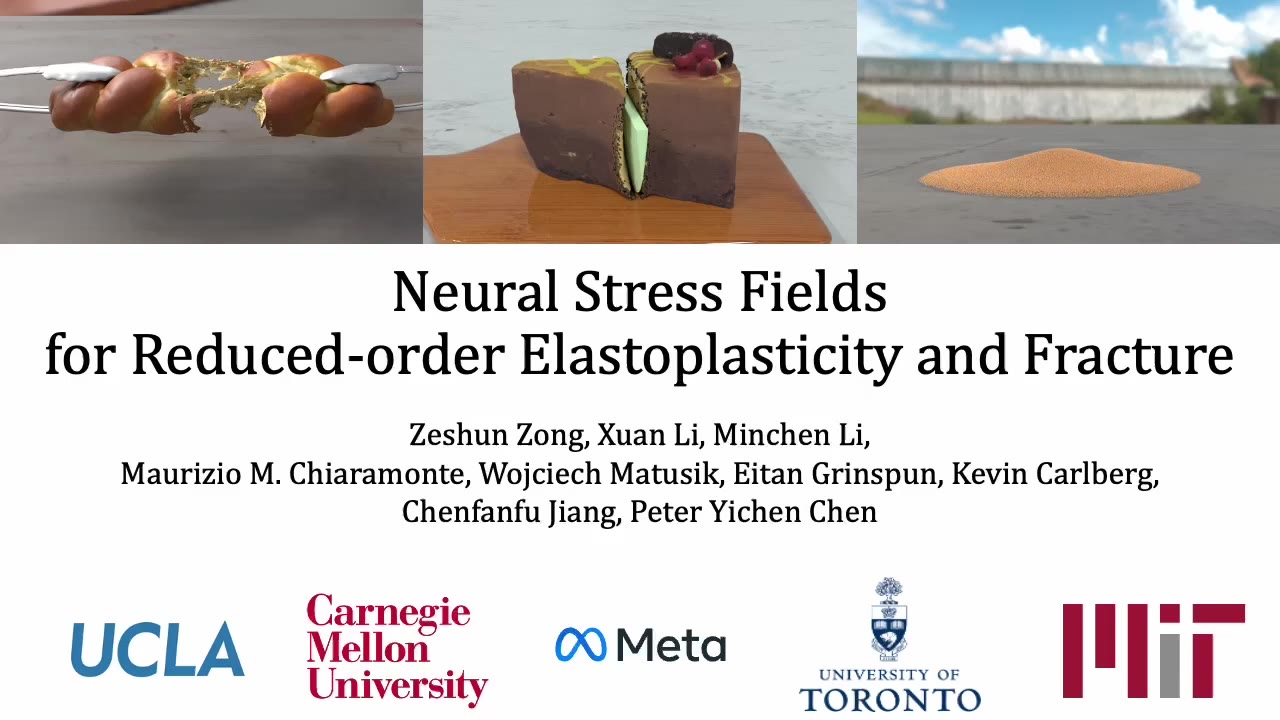 Neural Stress Fields
for Reduced-order Elastoplasticity and Fracture
Zeshun Zong, Xuan Li, Minchen Li,
Maurizio M. Chiaramonte, Wojciech Matusik, Eitan Grinspun, Kevin Carlberg,
Chenfanfu Jiang, Peter Yichen Chen
UCLA
Carnegie
Mellon
University
Meta
UNIVERSITY OF
TORONTO
MIT